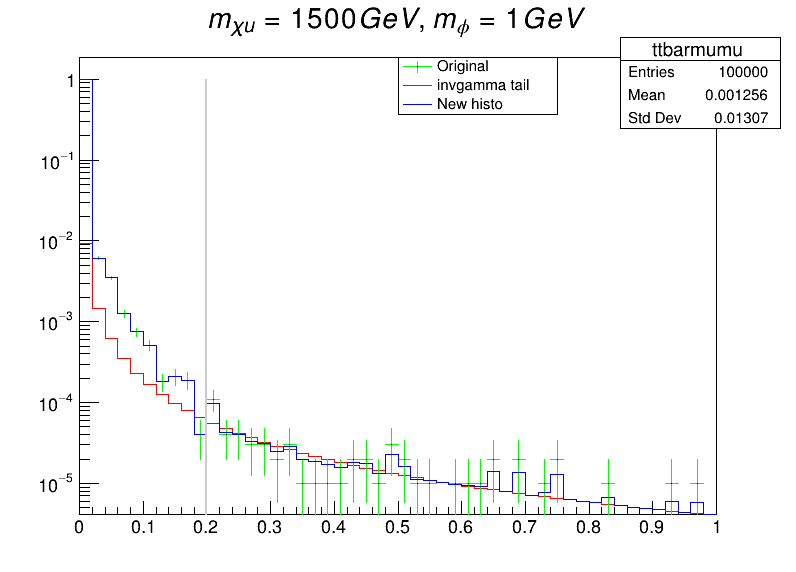 m_χu = 1500GeV, m_ϕ = 1GeV
ttbarmumu
Entries 100000
Mean 0.001256
Std Dev 0.01307
Original
invgamma tail
New histo
1
10⁻¹
10⁻²
10⁻³
10⁻⁴
10⁻⁵
0 0.1 0.2 0.3 0.4 0.5 0.6 0.7 0.8 0.9 1